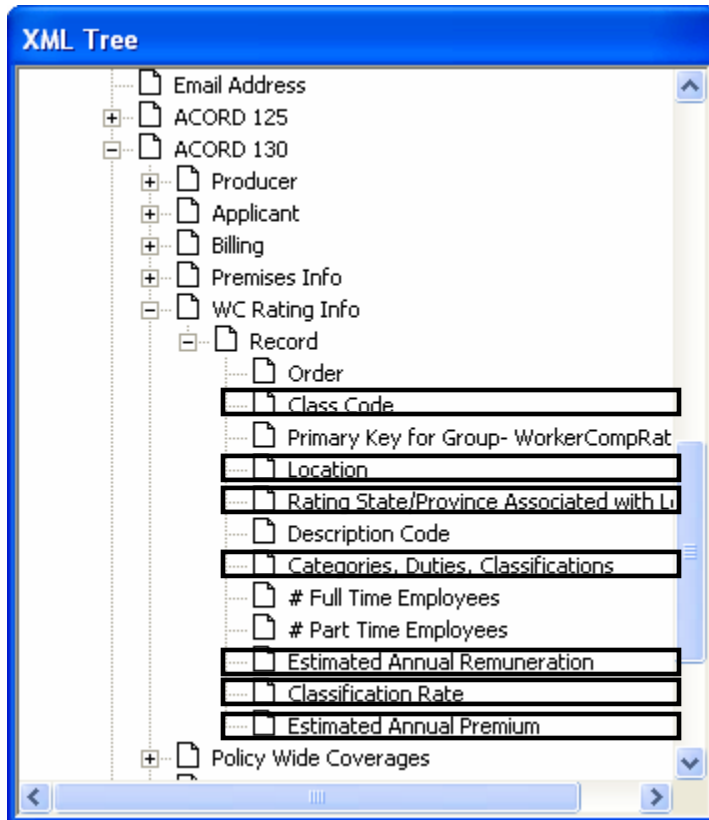 XML Tree
Email Address
ACORD 125
ACORD 130
Producer
Applicant
Billing
Premises Info
WC Rating Info
Record
Order
Class Code
Primary Key for Group- WorkerCompRat
Location
Rating State/Province Associated with L
Description Code
Categories, Duties, Classifications
# Full Time Employees
# Part Time Employees
Estimated Annual Remuneration
Classification Rate
Estimated Annual Premium
Policy Wide Coverages